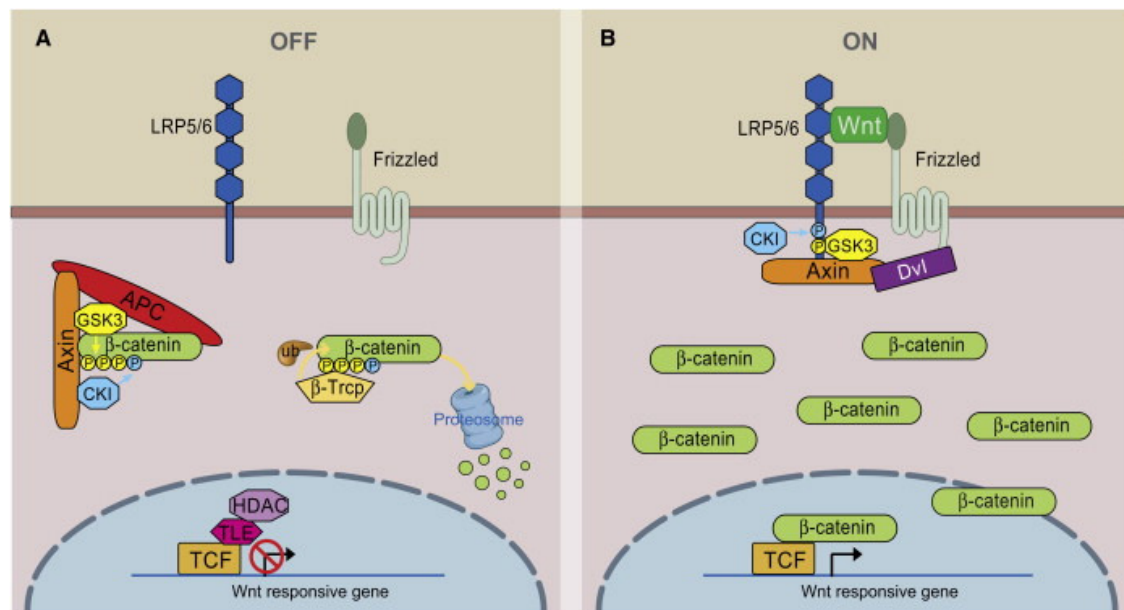 A
OFF
LRP5/6
Frizzled
APC
Axin
GSK3
β-catenin
P P P P
CKI
ub
β-catenin
P P P P
β-Trcp
Proteosome
HDAC
TLE
TCF
Wnt responsive gene
B
ON
LRP5/6
Wnt
Frizzled
CKI
P
P
GSK3
Axin
Dvl
β-catenin
β-catenin
β-catenin
β-catenin
β-catenin
β-catenin
β-catenin
TCF
Wnt responsive gene